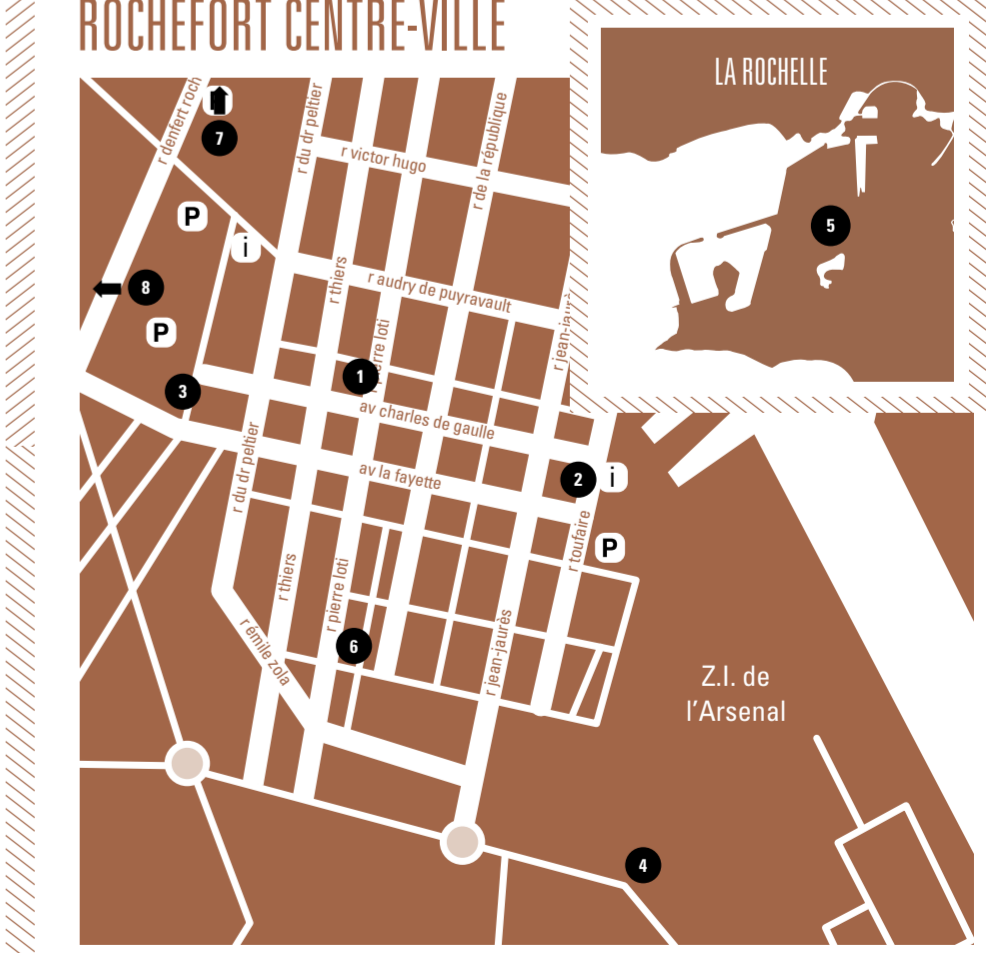 ROCHEFORT CENTRE-VILLE
LA ROCHELLE
r denfert roch
7
r du dr peltier
r victor hugo
r de la république
P
i
5
8
r thiers
r audry de puyravault
P
r jean-jaurè
3
1
pierre loti
av charles de gaulle
r du dr peltier
av la fayette
2
i
r toufaire
P
r thiers
r pierre loti
r émile zola
6
r jean-jaurès
Z.I. de
l'Arsenal
4